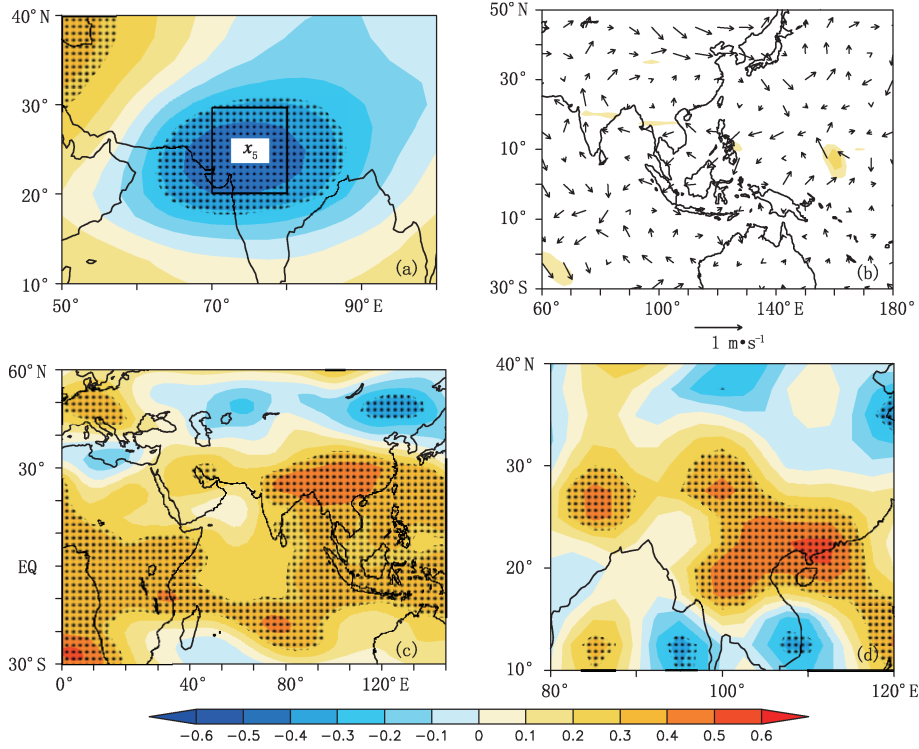 40°N
30°
20°
10°
50°
70°
90°E
x₅
(a)
50°N
30°
10°
10°
30°S
60°
100°
140°E
180°
(b)
1 m•s⁻¹
60°N
30°
EQ
30°S
0°
40°
80°
120°E
(c)
40°N
30°
20°
10°
80°
100°
120°E
(d)
-0.6 -0.5 -0.4 -0.3 -0.2 -0.1 0 0.1 0.2 0.3 0.4 0.5 0.6